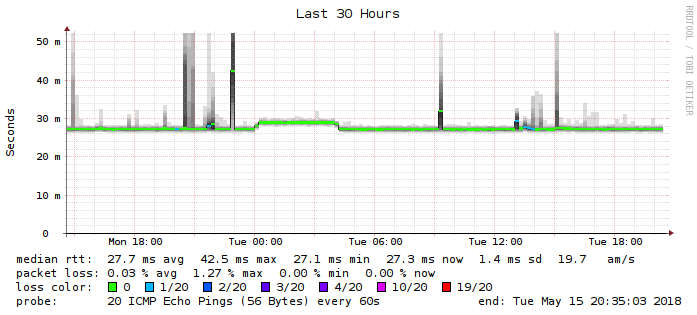 Last 30 Hours
RRDTOOL / TOBI OETIKER
Seconds
50 m
40 m
30 m
20 m
10 m
0
Mon 18:00 Tue 00:00 Tue 06:00 Tue 12:00 Tue 18:00
median rtt: 27.7 ms avg 42.5 ms max 27.1 ms min 27.3 ms now 1.4 ms sd 19.7 am/s
packet loss: 0.03 % avg 1.27 % max 0.00 % min 0.00 % now
loss color: 0 1/20 2/20 3/20 4/20 10/20 19/20
probe: 20 ICMP Echo Pings (56 Bytes) every 60s end: Tue May 15 20:35:03 2018